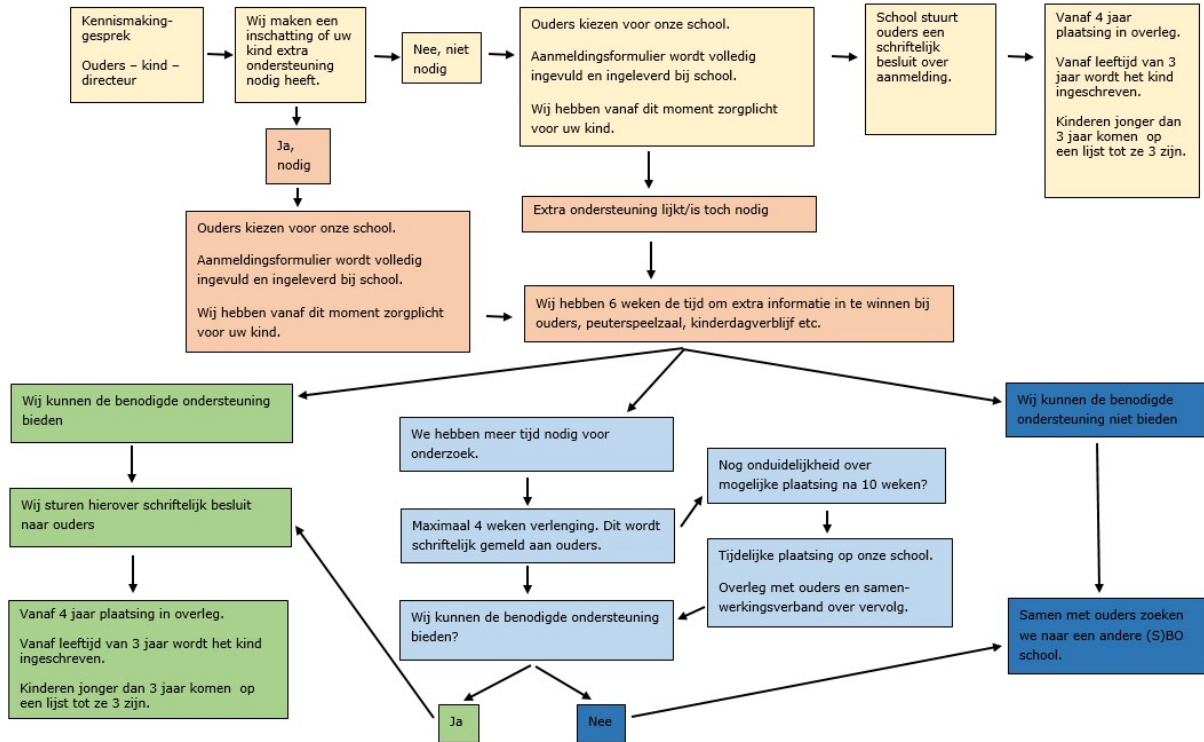 Kennismaking-
gesprek
Ouders – kind –
directeur
Wij maken een
inschatting of uw
kind extra
ondersteuning
nodig heeft.
Nee, niet
nodig
Ouders kiezen voor onze school.
Aanmeldingsformulier wordt volledig
ingevuld en ingeleverd bij school.
Wij hebben vanaf dit moment zorgplicht
voor uw kind.
School stuurt
ouders een
schriftelijk
besluit over
aanmelding.
Vanaf 4 jaar
plaatsing in overleg.
Vanaf leeftijd van 3
jaar wordt het kind
ingeschreven.
Kinderen jonger dan
3 jaar komen op
een lijst tot ze 3 zijn.
Ja,
nodig
Ouders kiezen voor onze school.
Aanmeldingsformulier wordt volledig
ingevuld en ingeleverd bij school.
Wij hebben vanaf dit moment zorgplicht
voor uw kind.
Extra ondersteuning lijkt/is toch nodig
Wij hebben 6 weken de tijd om extra informatie in te winnen bij
ouders, peuterspeelzaal, kinderdagverblijf etc.
Wij kunnen de benodigde ondersteuning
bieden
Wij sturen hierover schriftelijk besluit
naar ouders
Vanaf 4 jaar plaatsing in overleg.
Vanaf leeftijd van 3 jaar wordt het kind
ingeschreven.
Kinderen jonger dan 3 jaar komen op
een lijst tot ze 3 zijn.
We hebben meer tijd nodig voor
onderzoek.
Maximaal 4 weken verlenging. Dit wordt
schriftelijk gemeld aan ouders.
Nog onduidelijkheid over
mogelijke plaatsing na 10 weken?
Tijdelijke plaatsing op onze school.
Overleg met ouders en samen-
werkingsverband over vervolg.
Wij kunnen de benodigde ondersteuning
bieden?
Ja
Nee
Wij kunnen de benodigde
ondersteuning niet bieden
Samen met ouders zoeken
we naar een andere (S)BO
school.